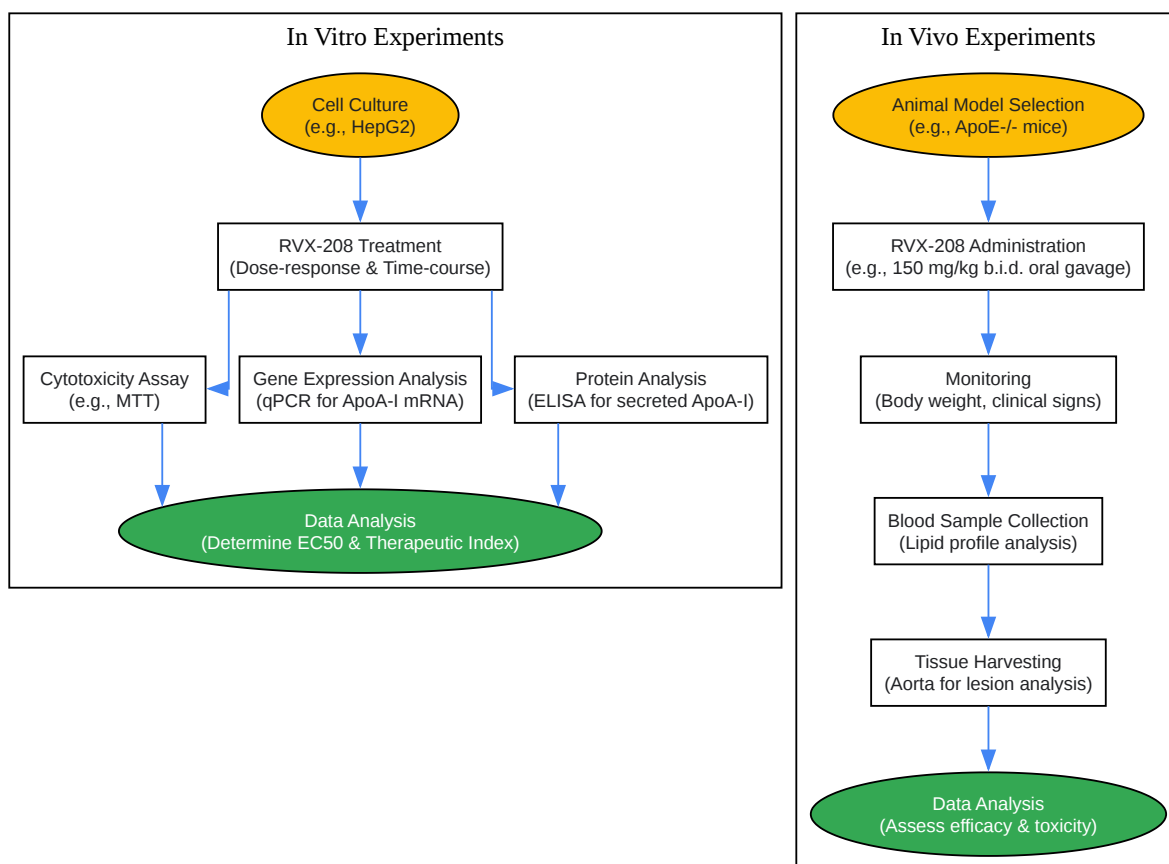 In Vitro Experiments
Cell Culture
(e.g., HepG2)
RVX-208 Treatment
(Dose-response & Time-course)
Cytotoxicity Assay
(e.g., MTT)
Gene Expression Analysis
(qPCR for ApoA-I mRNA)
Protein Analysis
(ELISA for secreted ApoA-I)
Data Analysis
(Determine EC50 & Therapeutic Index)
In Vivo Experiments
Animal Model Selection
(e.g., ApoE-/- mice)
RVX-208 Administration
(e.g., 150 mg/kg b.i.d. oral gavage)
Monitoring
(Body weight, clinical signs)
Blood Sample Collection
(Lipid profile analysis)
Tissue Harvesting
(Aorta for lesion analysis)
Data Analysis
(Assess efficacy & toxicity)